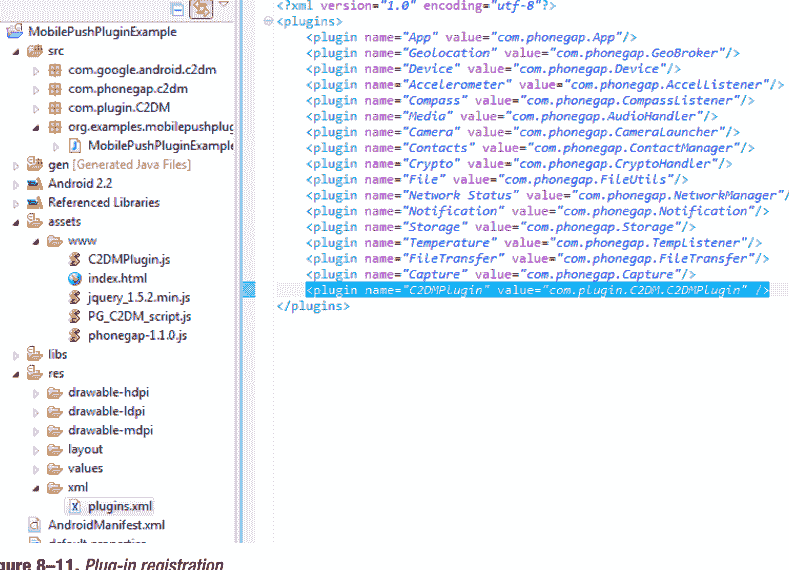 MobilePushPluginExample
src
com.google.android.c2dm
com.phonegap.c2dm
com.plugin.C2DM
org.examples.mobilepushplug
MobilePushPluginExample
gen [Generated Java Files]
Android 2.2
Referenced Libraries
assets
www
C2DMPlugin.js
index.html
jquery_1.5.2.min.js
PG_C2DM_script.js
phonegap-1.1.0.js
libs
res
drawable-hdpi
drawable-ldpi
drawable-mdpi
layout
values
xml
plugins.xml
AndroidManifest.xml
default.properties
<?xml version="1.0" encoding="utf-8"?>
<plugins>
<plugin name="App" value="com.phonegap.App"/>
<plugin name="Geolocation" value="com.phonegap.GeoBroker"/>
<plugin name="Device" value="com.phonegap.Device"/>
<plugin name="Accelerometer" value="com.phonegap.AccelListener"/>
<plugin name="Compass" value="com.phonegap.CompassListener"/>
<plugin name="Media" value="com.phonegap.AudioHandler"/>
<plugin name="Camera" value="com.phonegap.CameraLauncher"/>
<plugin name="Contacts" value="com.phonegap.ContactManager"/>
<plugin name="Crypto" value="com.phonegap.CryptoHandler"/>
<plugin name="File" value="com.phonegap.FileUtils"/>
<plugin name="Network Status" value="com.phonegap.NetworkManager"/
<plugin name="Notification" value="com.phonegap.Notification"/>
<plugin name="Storage" value="com.phonegap.Storage"/>
<plugin name="Temperature" value="com.phonegap.TempListener"/>
<plugin name="FileTransfer" value="com.phonegap.FileTransfer"/>
<plugin name="Capture" value="com.phonegap.Capture"/>
<plugin name="C2DMPlugin" value="com.plugin.C2DM.C2DMPlugin" />
</plugins>
gure 8–11. Plug-in registration